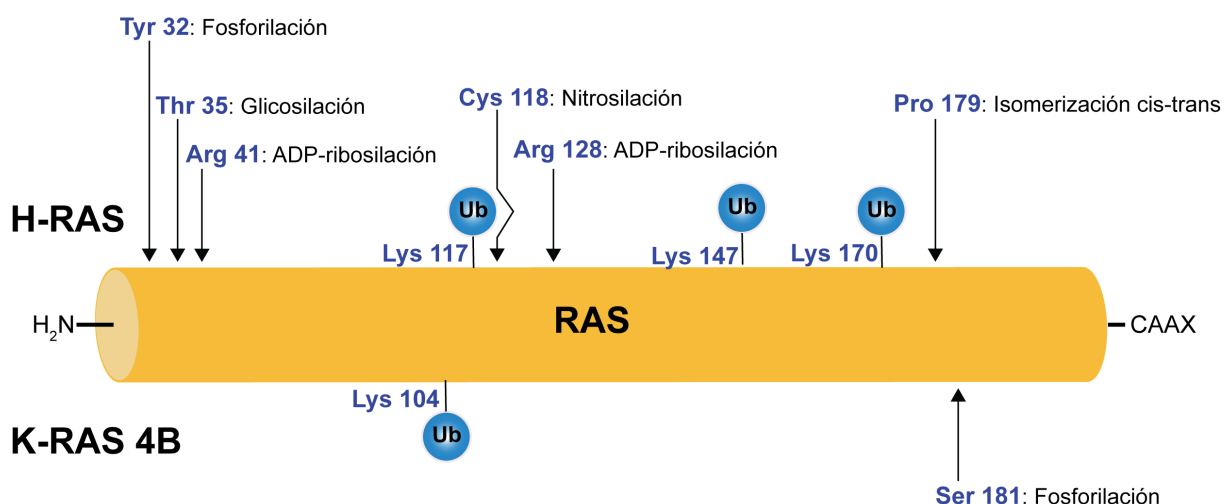 Tyr 32: Fosforilación
Thr 35: Glicosilación
Arg 41: ADP-ribosilación
Cys 118: Nitrosilación
Arg 128: ADP-ribosilación
Pro 179: Isomerización cis-trans
H-RAS
Ub
Ub
Ub
Lys 117
Lys 147
Lys 170
H₂N
RAS
CAAX
Lys 104
Ub
K-RAS 4B
Ser 181: Fosforilación